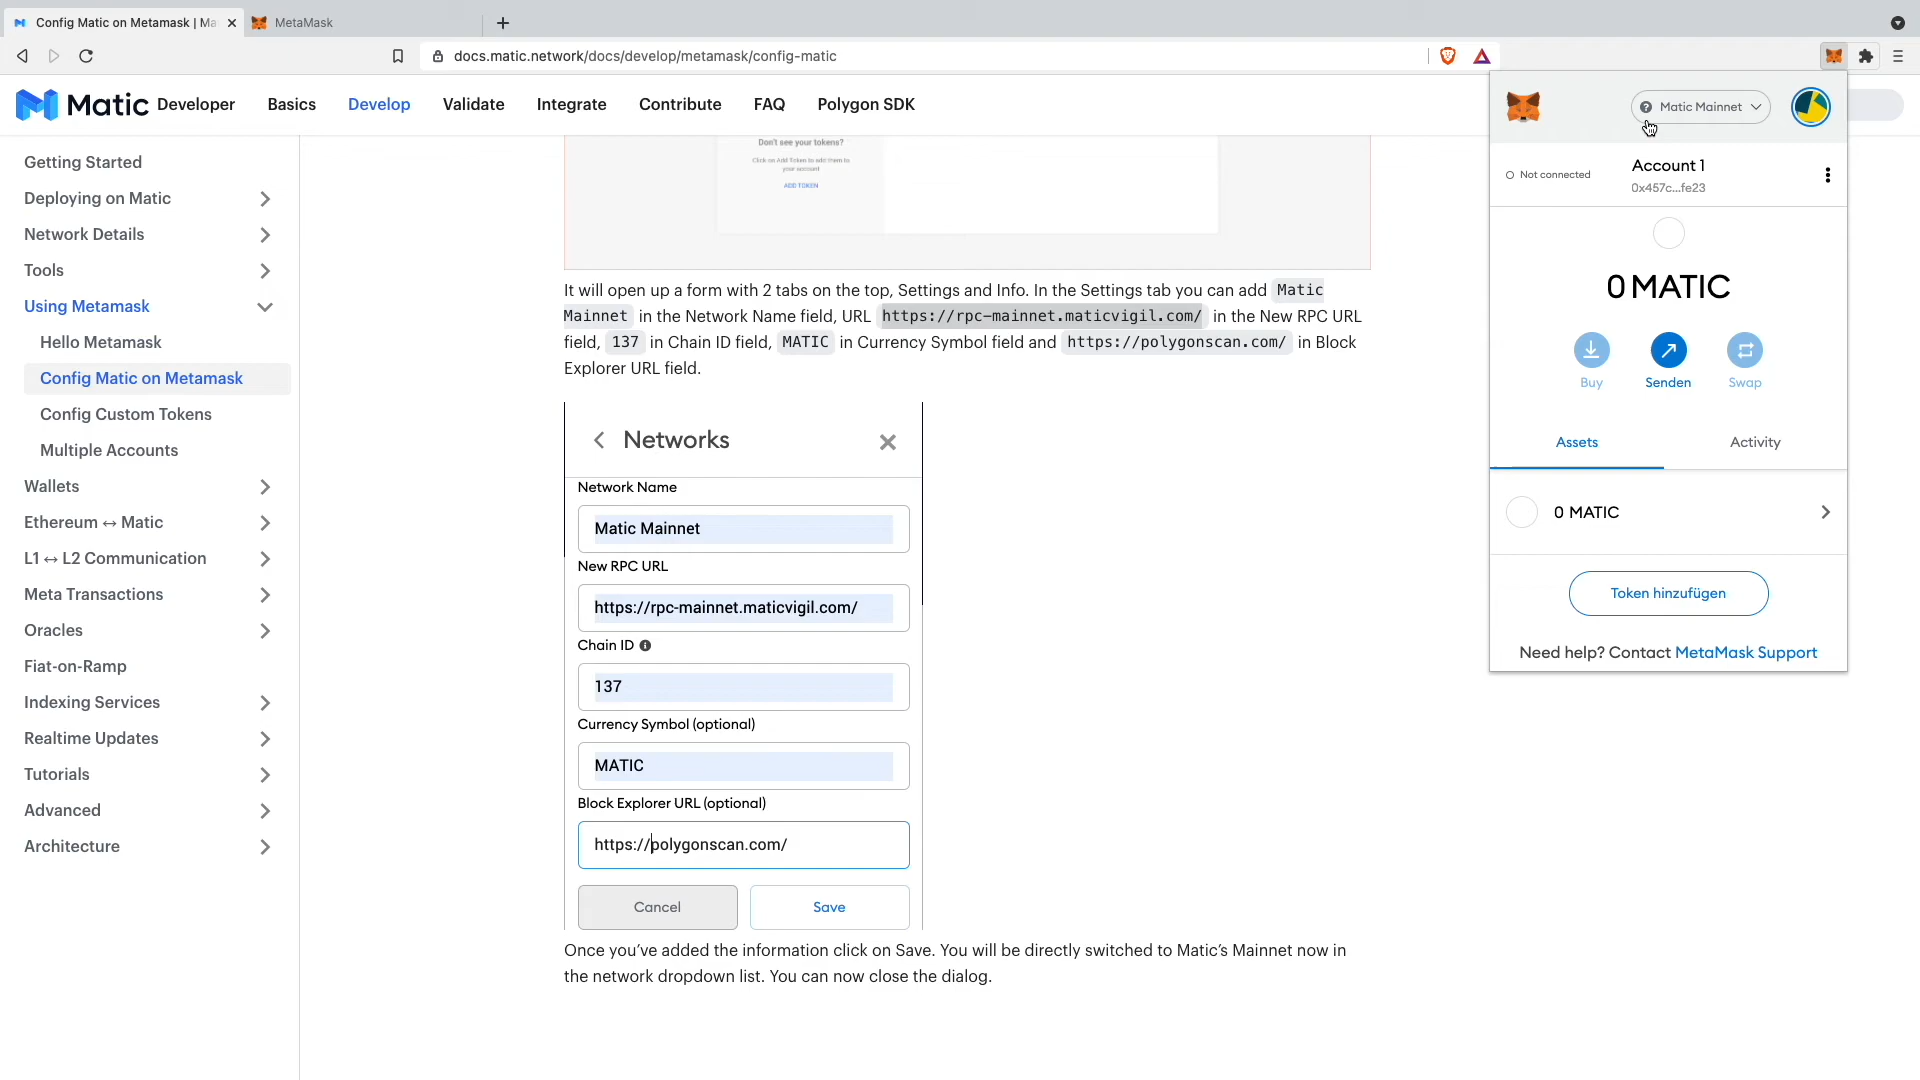 Config Matic on Metamask | Ma
MetaMask
docs.matic.network/docs/develop/metamask/config-matic
Matic Developer Basics Develop Validate Integrate Contribute FAQ Polygon SDK
Getting Started
Deploying on Matic
Network Details
Tools
Using Metamask
Hello Metamask
Config Matic on Metamask
Config Custom Tokens
Multiple Accounts
Wallets
Ethereum ↔ Matic
L1 ↔ L2 Communication
Meta Transactions
Oracles
Fiat-on-Ramp
Indexing Services
Realtime Updates
Tutorials
Advanced
Architecture
Don't see your tokens?
Click on Add Token to add them to
your account
ADD TOKEN
It will open up a form with 2 tabs on the top, Settings and Info. In the Settings tab you can add Matic
Mainnet in the Network Name field, URL https://rpc-mainnet.maticvigil.com/ in the New RPC URL
field, 137 in Chain ID field, MATIC in Currency Symbol field and https://polygonscan.com/ in Block
Explorer URL field.
Networks
Network Name
Matic Mainnet
New RPC URL
https://rpc-mainnet.maticvigil.com/
Chain ID
137
Currency Symbol (optional)
MATIC
Block Explorer URL (optional)
https://polygonscan.com/
Cancel Save
Once you've added the information click on Save. You will be directly switched to Matic's Mainnet now in
the network dropdown list. You can now close the dialog.
Matic Mainnet
Not connected
Account 1
0x457c...fe23
0 MATIC
Buy Senden Swap
Assets Activity
0 MATIC
Token hinzufügen
Need help? Contact MetaMask Support